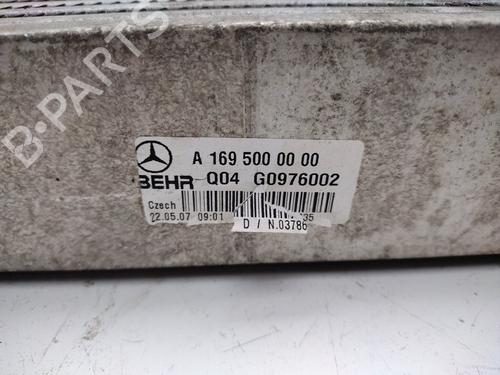 B-PARTS
A 169 500 00 00
BEHR Q04 G0976002
Czech
22.05.07 09:01
D / N.03786